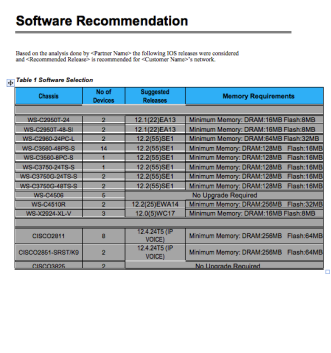 Software Recommendation
Based on the analysis done by <Partner Name> the following IOS releases were considered
and <Recommended Release> is recommended for <Customer Name>'s network.
Table 1 Software Selection
Chassis No of Devices Suggested Releases Memory Requirements
WS-C2950T-24 2 12.1(22)EA13 Minimum Memory: DRAM:16MB Flash:8MB
WS-C2950T-48-SI 2 12.1(22)EA13 Minimum Memory: DRAM:16MB Flash:8MB
WS-C2960-24PC-L 2 12.2(55)SE1 Minimum Memory: DRAM:64MB Flash:32MB
WS-C3560-48PS-S 14 12.2(55)SE1 Minimum Memory: DRAM:128MB Flash:16MB
WS-C3560-8PC-S 1 12.2(55)SE1 Minimum Memory: DRAM:128MB Flash:16MB
WS-C3750-24TS-S 1 12.2(55)SE1 Minimum Memory: DRAM:128MB Flash:16MB
WS-C3750G-24TS-S 2 12.2(55)SE1 Minimum Memory: DRAM:128MB Flash:16MB
WS-C3750G-48TS-S 2 12.2(55)SE1 Minimum Memory: DRAM:128MB Flash:16MB
WS-C4506 5 No Upgrade Required
WS-C4510R 2 12.2(25)EWA14 Minimum Memory: DRAM:256MB Flash:32MB
WS-X2924-XL-V 3 12.0(5)WC17 Minimum Memory: DRAM:16MB Flash:8MB
CISCO2811 8 12.4.24T5 (IP VOICE) Minimum Memory: DRAM:256MB Flash:64MB
CISCO2851-SRST/K9 2 12.4.24T5 (IP VOICE) Minimum Memory: DRAM:256MB Flash:64MB
CISCO3825 2 No Upgrade Required